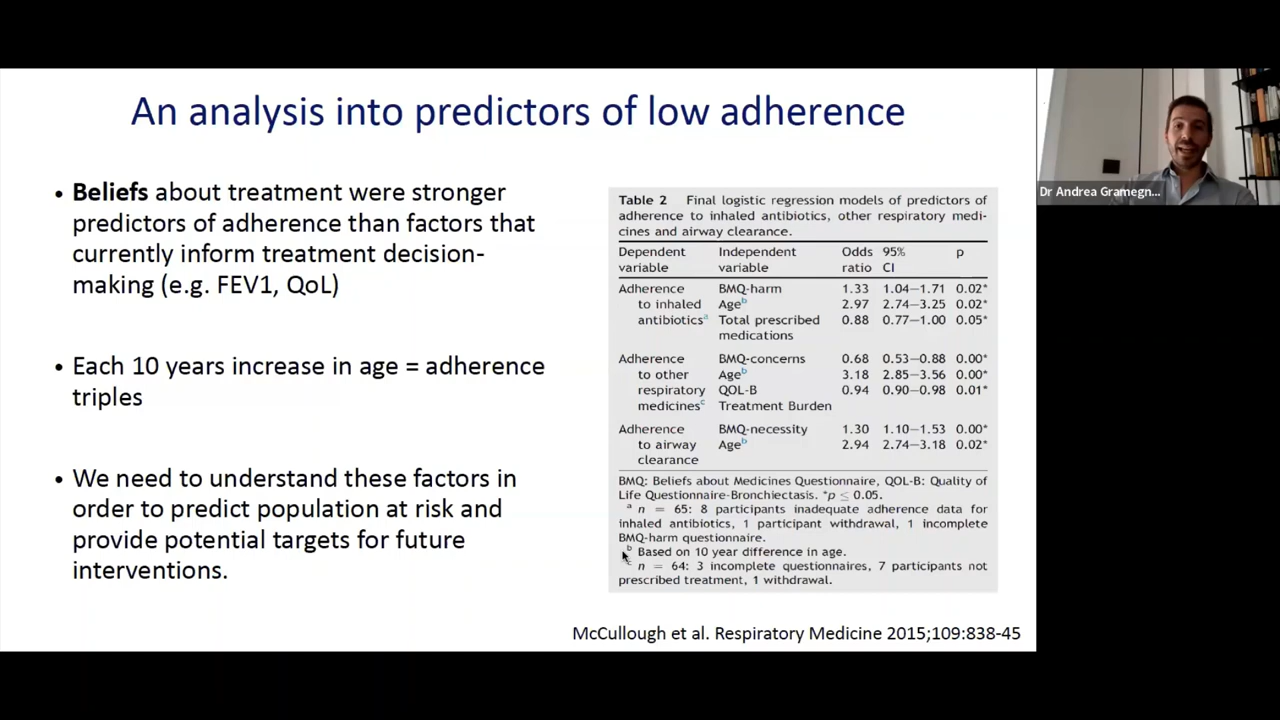 An analysis into predictors of low adherence
• Beliefs about treatment were stronger
predictors of adherence than factors that
currently inform treatment decision-
making (e.g. FEV1, QoL)
• Each 10 years increase in age = adherence
triples
• We need to understand these factors in
order to predict population at risk and
provide potential targets for future
interventions.
Table 2 Final logistic regression models of predictors of
adherence to inhaled antibiotics, other respiratory medi-
cines and airway clearance.
Dependent Independent Odds 95% p
variable variable ratio CI
Adherence BMQ-harm 1.33 1.04–1.71 0.02*
to inhaled Ageb 2.97 2.74–3.25 0.02*
antibioticsa Total prescribed 0.88 0.77–1.00 0.05*
medications
Adherence BMQ-concerns 0.68 0.53–0.88 0.00*
to other Ageb 3.18 2.85–3.56 0.00*
respiratory QOL-B 0.94 0.90–0.98 0.01*
medicinesc Treatment Burden
Adherence BMQ-necessity 1.30 1.10–1.53 0.00*
to airway Ageb 2.94 2.74–3.18 0.02*
clearance
BMQ: Beliefs about Medicines Questionnaire, QOL-B: Quality of
Life Questionnaire-Bronchiectasis. *p ≤ 0.05.
a n = 65: 8 participants inadequate adherence data for
inhaled antibiotics, 1 participant withdrawal, 1 incomplete
BMQ-harm questionnaire.
b Based on 10 year difference in age.
c n = 64: 3 incomplete questionnaires, 7 participants not
prescribed treatment, 1 withdrawal.
McCullough et al. Respiratory Medicine 2015;109:838-45
Dr Andrea Gramegn...